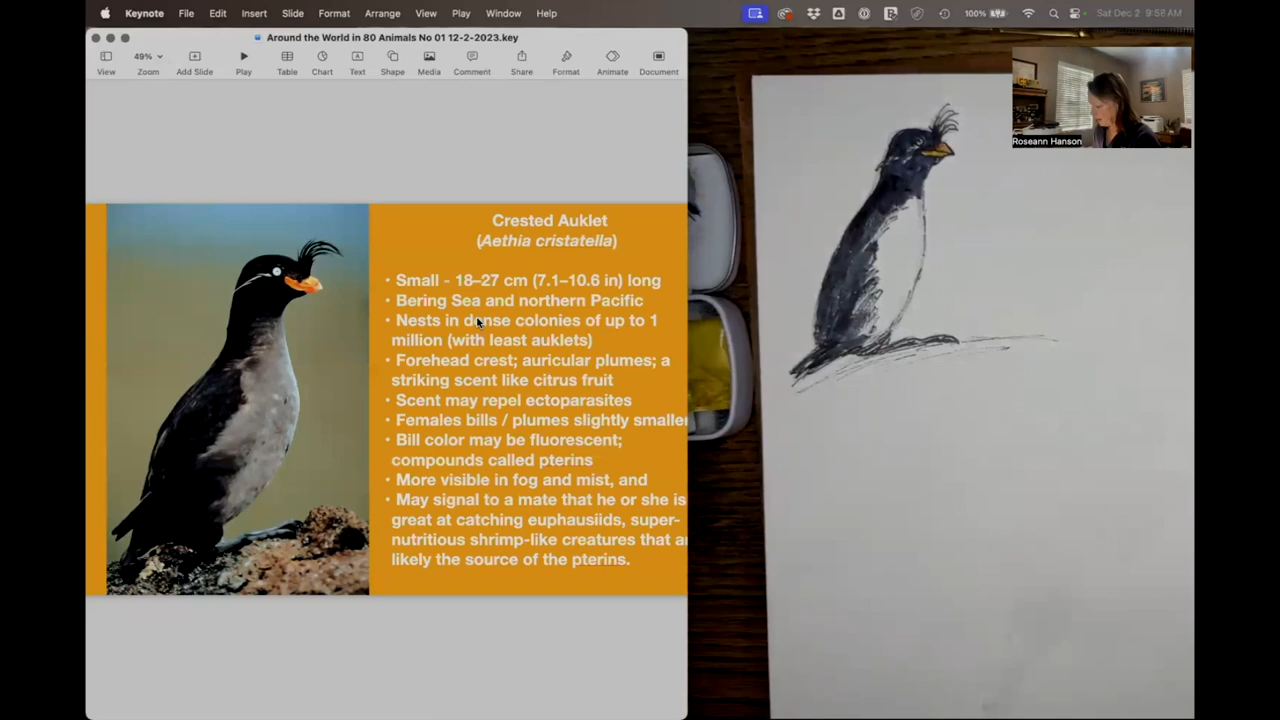 Keynote File Edit Insert Slide Format Arrange View Play Window Help 100% Sat Dec 2 9:56 AM
Around the World in 80 Animals No 01 12-2-2023.key
49%
View Zoom Add Slide Play Table Chart Text Shape Media Comment Share Format Animate Document
Roseann Hanson
Crested Auklet
(Aethia cristatella)
• Small - 18–27 cm (7.1–10.6 in) long
• Bering Sea and northern Pacific
• Nests in dense colonies of up to 1
million (with least auklets)
• Forehead crest; auricular plumes; a
striking scent like citrus fruit
• Scent may repel ectoparasites
• Females bills / plumes slightly smaller
• Bill color may be fluorescent;
compounds called pterins
• More visible in fog and mist, and
• May signal to a mate that he or she is
great at catching euphausiids, super-
nutritious shrimp-like creatures that
likely the source of the pterins.